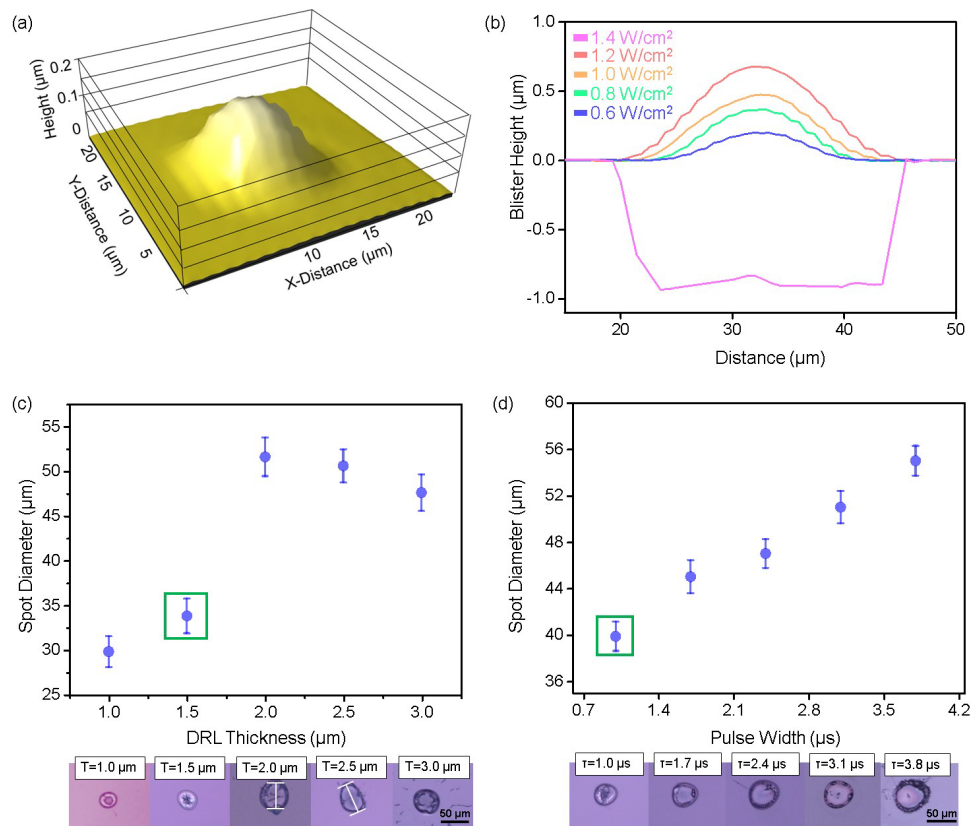 (a)
0.2
0.1
0
Height (µm)
20
15
10
5
Y-Distance (µm)
10
15
20
X-Distance (µm)
(b)
1.4 W/cm²
1.2 W/cm²
1.0 W/cm²
0.8 W/cm²
0.6 W/cm²
1.0
0.5
0.0
-0.5
-1.0
Blister Height (µm)
20
30
40
50
Distance (µm)
(c)
55
50
45
40
35
30
25
Spot Diameter (µm)
1.0
1.5
2.0
2.5
3.0
DRL Thickness (µm)
T=1.0 µm
T=1.5 µm
T=2.0 µm
T=2.5 µm
T=3.0 µm
50 µm
(d)
60
56
52
48
44
40
36
Spot Diameter (µm)
0.7
1.4
2.1
2.8
3.5
4.2
Pulse Width (µs)
τ=1.0 µs
τ=1.7 µs
τ=2.4 µs
τ=3.1 µs
τ=3.8 µs
50 µm